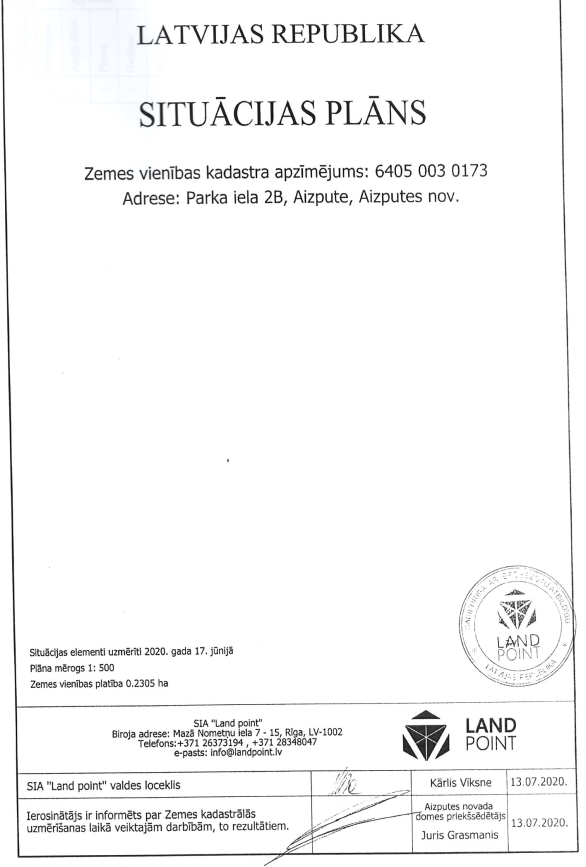 LATVIJAS REPUBLIKA
SITUĀCIJAS PLĀNS
Zemes vienības kadastra apzīmējums: 6405 003 0173
Adrese: Parka iela 2B, Aizpute, Aizputes nov.
LAND
POINT
LATVIJAS REPUBLIKA
Situācijas elementi uzmērīti 2020. gada 17. jūnijā
Plāna mērogs 1: 500
Zemes vienības platība 0.2305 ha
SIA "Land point"
Biroja adrese: Mazā Nometņu iela 7 - 15, Rīga, LV-1002
Telefons:+371 26373194 , +371 28348047
e-pasts: info@landpoint.lv
LAND
POINT
SIA "Land point" valdes loceklis
Kārlis Vīksne
13.07.2020.
Ierosinātājs ir informēts par Zemes kadastrālās
uzmērīšanas laikā veiktajām darbībām, to rezultātiem.
Aizputes novada
domes priekšsēdētājs
Juris Grasmanis
13.07.2020.